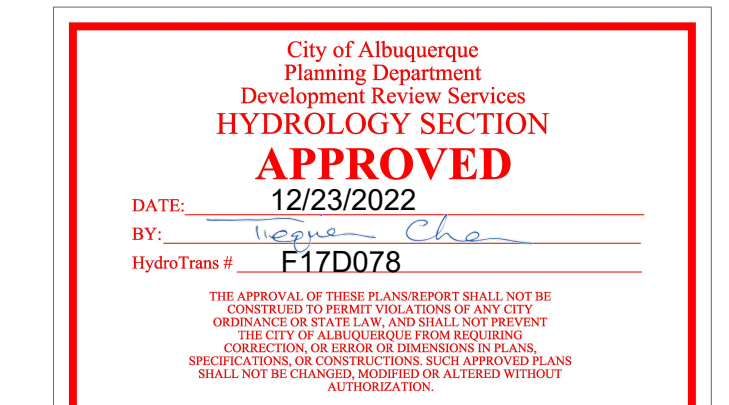 City of Albuquerque
Planning Department
Development Review Services
HYDROLOGY SECTION
APPROVED
DATE: 12/23/2022
BY: Tiequan Chen
HydroTrans # F17D078
THE APPROVAL OF THESE PLANS/REPORT SHALL NOT BE
CONSTRUED TO PERMIT VIOLATIONS OF ANY CITY
ORDINANCE OR STATE LAW, AND SHALL NOT PREVENT
THE CITY OF ALBUQUERQUE FROM REQUIRING
CORRECTION, OR ERROR OR DIMENSIONS IN PLANS,
SPECIFICATIONS, OR CONSTRUCTIONS. SUCH APPROVED PLANS
SHALL NOT BE CHANGED, MODIFIED OR ALTERED WITHOUT
AUTHORIZATION.